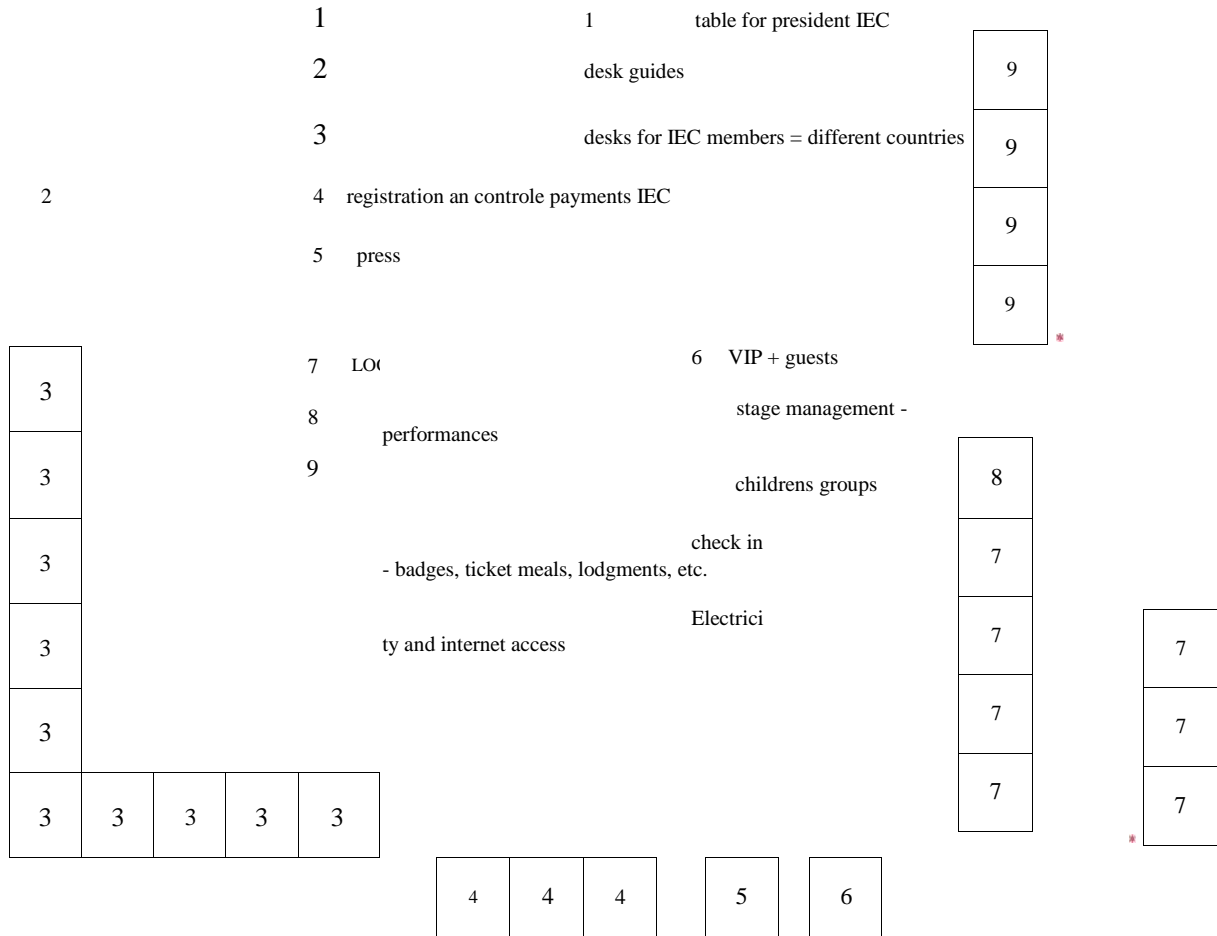 1 1 table for president IEC
2 desk guides
9
3 desks for IEC members = different countries
9
2
4 registration an controle payments IEC
9
5 press
9
*
7 LOC
6 VIP + guests
3
8
stage management -
performances
9
3
childrens groups
8
check in
- badges, ticket meals, lodgments, etc.
3
7
Electrici
ty and internet access
3
7
7
3
7
7
3 3 3 3 3
7
7
*
4 4 4 5 6